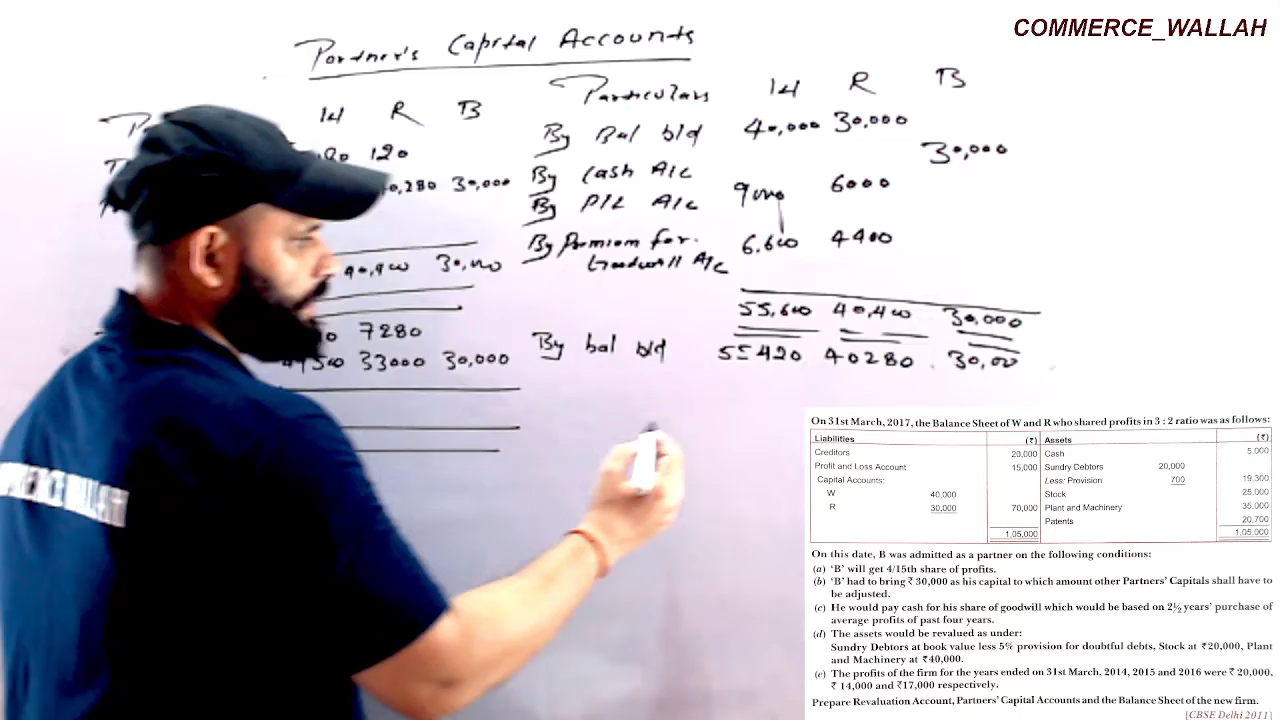 COMMERCE_WALLAH
Partner's Capital Accounts
W R B
120
,280 30,000
40,400 30,000
7280
33000 30,000
Particulars W R B
By Bal b/d 40,000 30,000
By Cash A/c 30,000
By P/L A/c 9000 6000
By Premium for 6,600 4400
Goodwill A/c
55,600 40,400 30,000
By bal b/d 55420 40280 30,00
COMMERCE WALLAH
On 31st March, 2017, the Balance Sheet of W and R who shared profits in 3 : 2 ratio was as follows:
Liabilities (₹) Assets (₹)
Creditors 20,000 Cash 5,000
Profit and Loss Account 15,000 Sundry Debtors 20,000
Capital Accounts: Less: Provision 700 19,300
W 40,000 Stock 25,000
R 30,000 70,000 Plant and Machinery 35,000
Patents 20,700
1,05,000 1,05,000
On this date, B was admitted as a partner on the following conditions:
(a) 'B' will get 4/15th share of profits.
(b) 'B' had to bring ₹ 30,000 as his capital to which amount other Partners' Capitals shall have to
be adjusted.
(c) He would pay cash for his share of goodwill which would be based on 2½ years' purchase of
average profits of past four years.
(d) The assets would be revalued as under:
Sundry Debtors at book value less 5% provision for doubtful debts, Stock at ₹20,000, Plant
and Machinery at ₹40,000.
(e) The profits of the firm for the years ended on 31st March, 2014, 2015 and 2016 were ₹ 20,000,
₹ 14,000 and ₹17,000 respectively.
Prepare Revaluation Account, Partners' Capital Accounts and the Balance Sheet of the new firm.
[CBSE Delhi 2011]